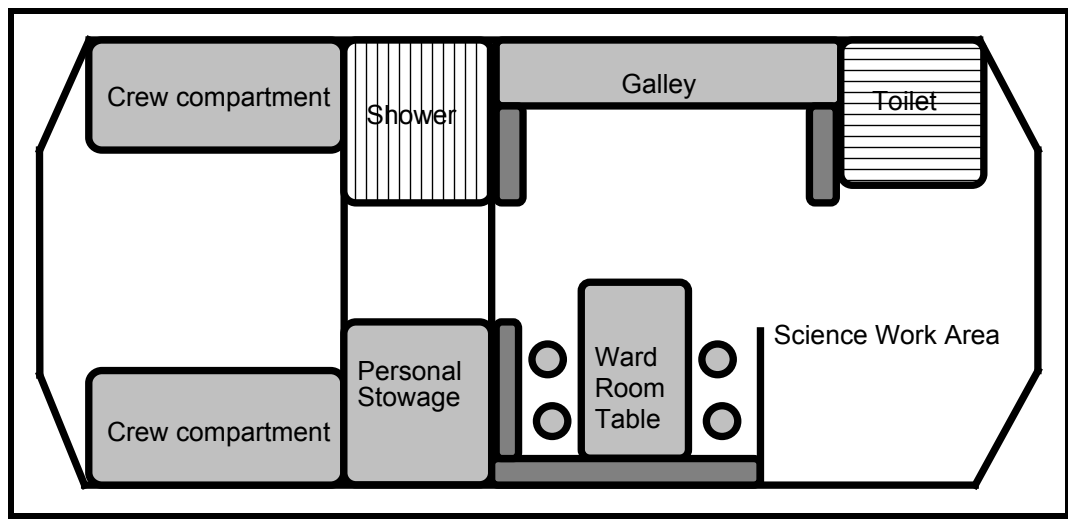 Crew compartment
Shower
Galley
Toilet
Science Work Area
Personal
Stowage
Ward
Room
Table
Crew compartment